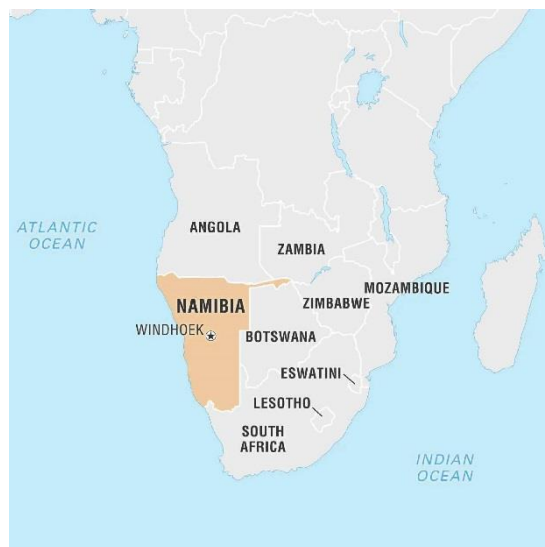 ATLANTIC
OCEAN
ANGOLA
ZAMBIA
NAMIBIA
MOZAMBIQUE
ZIMBABWE
WINDHOEK
BOTSWANA
ESWATINI
LESOTHO
SOUTH
AFRICA
INDIAN
OCEAN